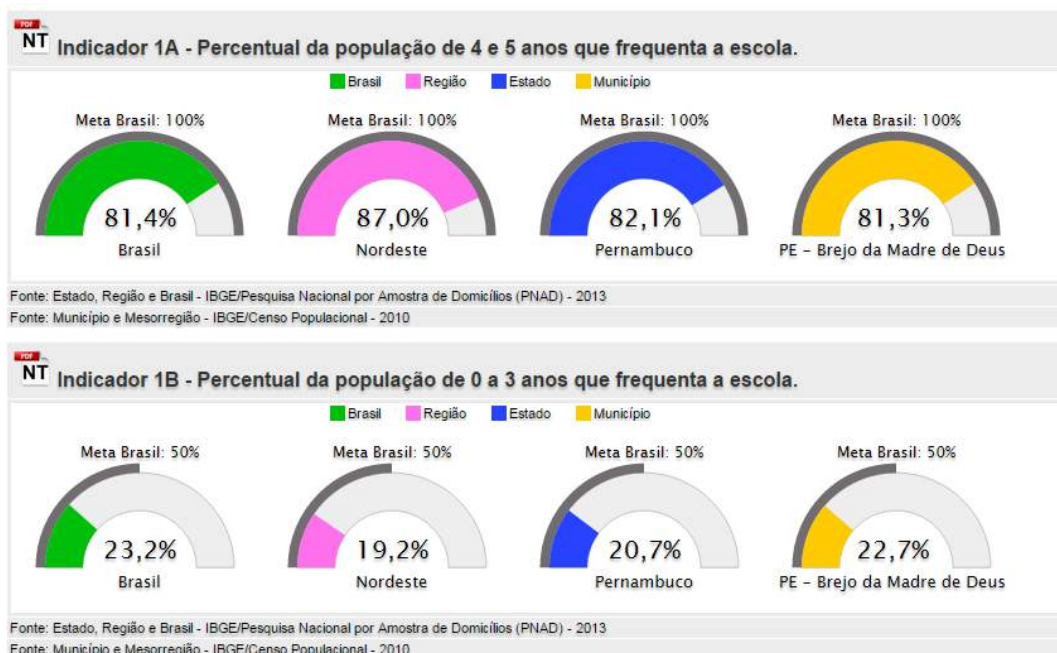 PDF
NT Indicador 1A - Percentual da população de 4 e 5 anos que frequenta a escola.
Brasil Região Estado Município
Meta Brasil: 100% Meta Brasil: 100% Meta Brasil: 100% Meta Brasil: 100%
81,4% 87,0% 82,1% 81,3%
Brasil Nordeste Pernambuco PE – Brejo da Madre de Deus
Fonte: Estado, Região e Brasil - IBGE/Pesquisa Nacional por Amostra de Domicílios (PNAD) - 2013
Fonte: Município e Mesorregião - IBGE/Censo Populacional - 2010
PDF
NT Indicador 1B - Percentual da população de 0 a 3 anos que frequenta a escola.
Brasil Região Estado Município
Meta Brasil: 50% Meta Brasil: 50% Meta Brasil: 50% Meta Brasil: 50%
23,2% 19,2% 20,7% 22,7%
Brasil Nordeste Pernambuco PE – Brejo da Madre de Deus
Fonte: Estado, Região e Brasil - IBGE/Pesquisa Nacional por Amostra de Domicílios (PNAD) - 2013
Fonte: Município e Mesorregião - IBGE/Censo Populacional - 2010